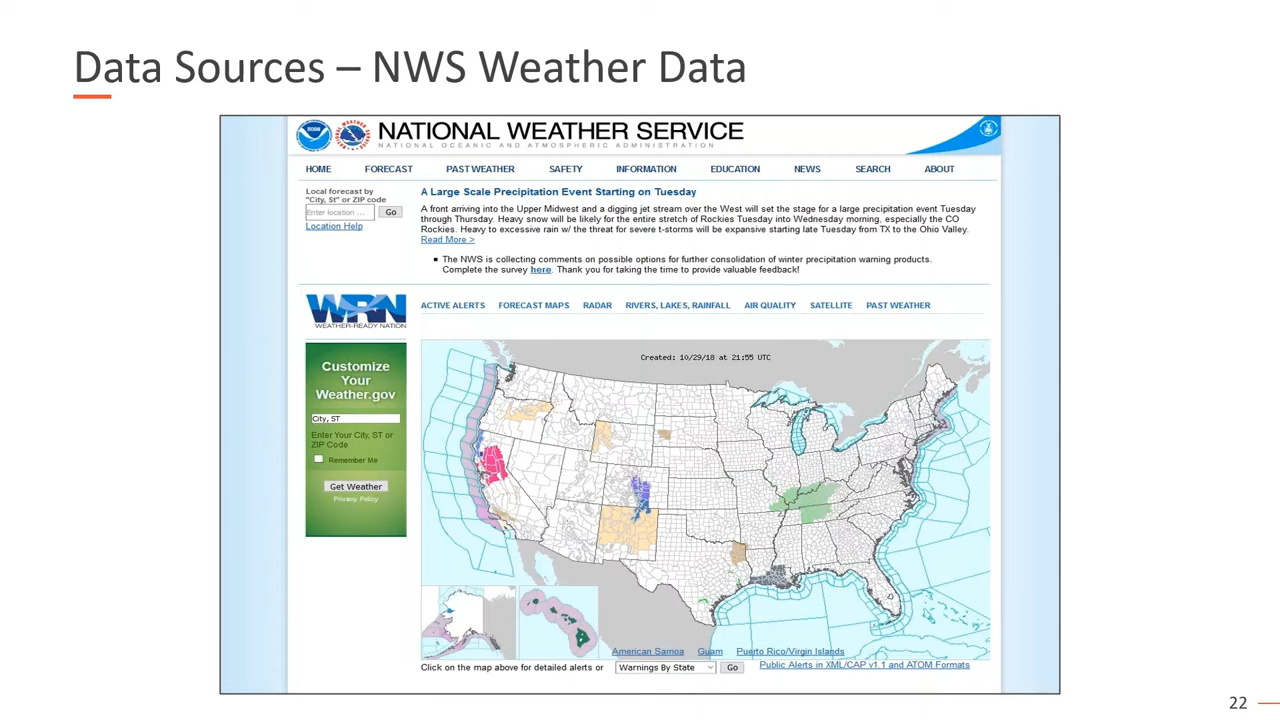 Data Sources – NWS Weather Data
NATIONAL WEATHER SERVICE
NATIONAL OCEANIC AND ATMOSPHERIC ADMINISTRATION
HOME FORECAST PAST WEATHER SAFETY INFORMATION EDUCATION NEWS SEARCH ABOUT
Local forecast by
"City, St" or ZIP code
Enter location ... Go
Location Help
A Large Scale Precipitation Event Starting on Tuesday
A front arriving into the Upper Midwest and a digging jet stream over the West will set the stage for a large precipitation event Tuesday
through Thursday. Heavy snow will be likely for the entire stretch of Rockies Tuesday into Wednesday morning, especially the CO
Rockies. Heavy to excessive rain w/ the threat for severe t-storms will be expansive starting late Tuesday from TX to the Ohio Valley.
Read More >
▪ The NWS is collecting comments on possible options for further consolidation of winter precipitation warning products.
Complete the survey here. Thank you for taking the time to provide valuable feedback!
WRN
WEATHER-READY NATION
ACTIVE ALERTS FORECAST MAPS RADAR RIVERS, LAKES, RAINFALL AIR QUALITY SATELLITE PAST WEATHER
Customize
Your
Weather.gov
City, ST
Enter Your City, ST or
ZIP Code
Remember Me
Get Weather
Privacy Policy
Created: 10/29/18 at 21:55 UTC
American Samoa Guam Puerto Rico/Virgin Islands
Click on the map above for detailed alerts or Warnings By State Go Public Alerts in XML/CAP v1.1 and ATOM Formats
22